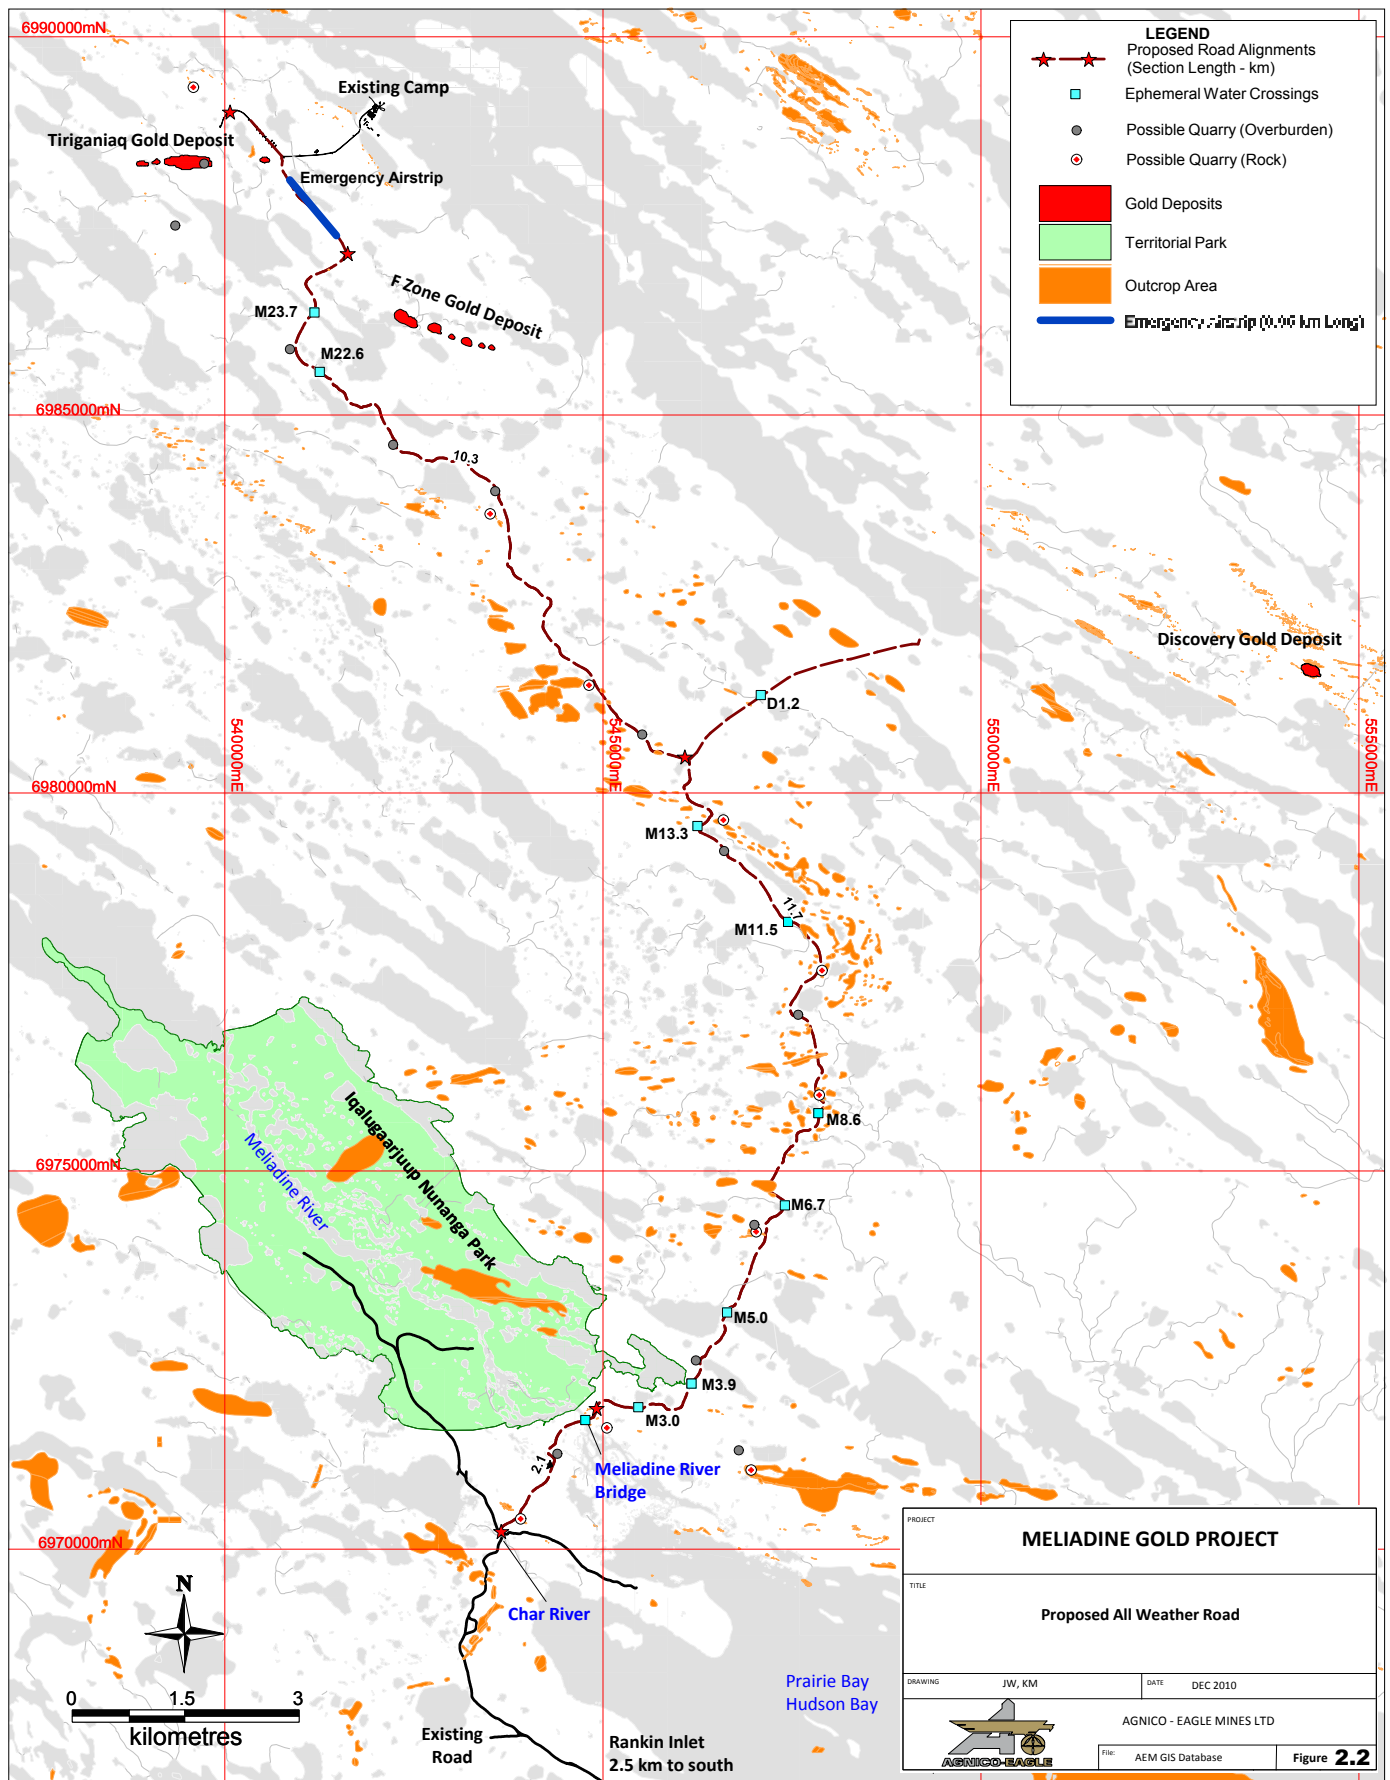 6990000mN
LEGEND
Proposed Road Alignments
(Section Length - km)
Ephemeral Water Crossings
Possible Quarry (Overburden)
Possible Quarry (Rock)
Gold Deposits
Territorial Park
Outcrop Area
Emergency Airstrip (0.96 km Long)
Existing Camp
Tiriganiaq Gold Deposit
Emergency Airstrip
F Zone Gold Deposit
M23.7
M22.6
6985000mN
10.3
Discovery Gold Deposit
D1.2
540000mE
545000mE
550000mE
555000mE
6980000mN
M13.3
11.7
M11.5
Iqalugaarjuup Nunanga Park
M8.6
Meliadine River
6975000mN
M6.7
M5.0
M3.9
M3.0
2.1
Meliadine River
Bridge
6970000mN
Char River
N
0 1.5 3
kilometres
Existing
Road
Rankin Inlet
2.5 km to south
Prairie Bay
Hudson Bay
PROJECT
MELIADINE GOLD PROJECT
TITLE
Proposed All Weather Road
DRAWING JW, KM DATE DEC 2010
AGNICO - EAGLE MINES LTD
AGNICO-EAGLE
File: AEM GIS Database Figure 2.2